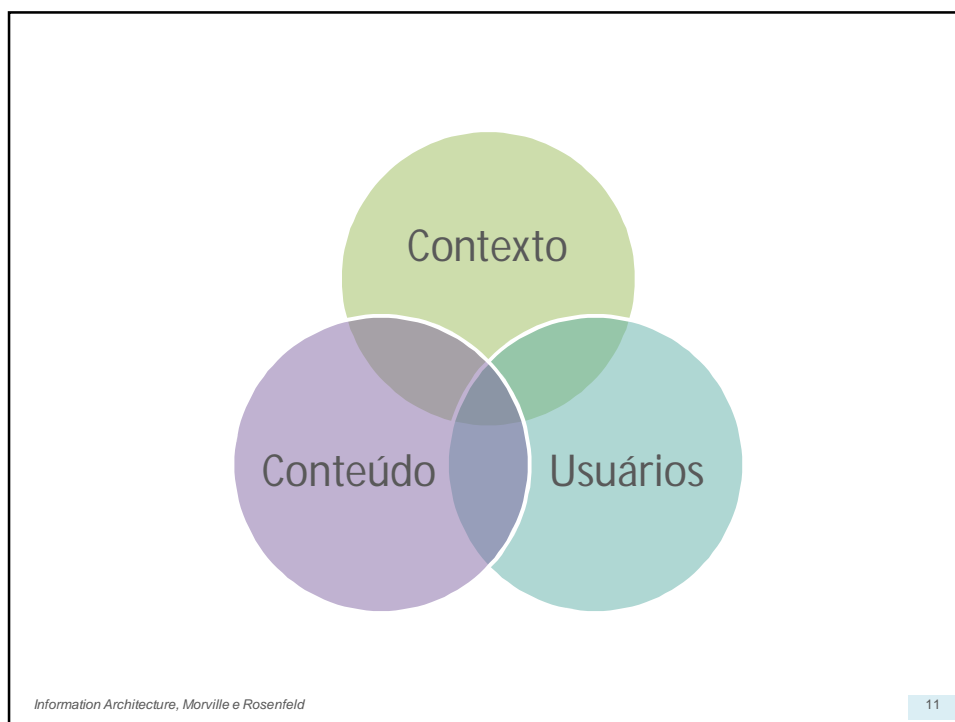 Contexto
Conteúdo
Usuários
Information Architecture, Morville e Rosenfeld
11